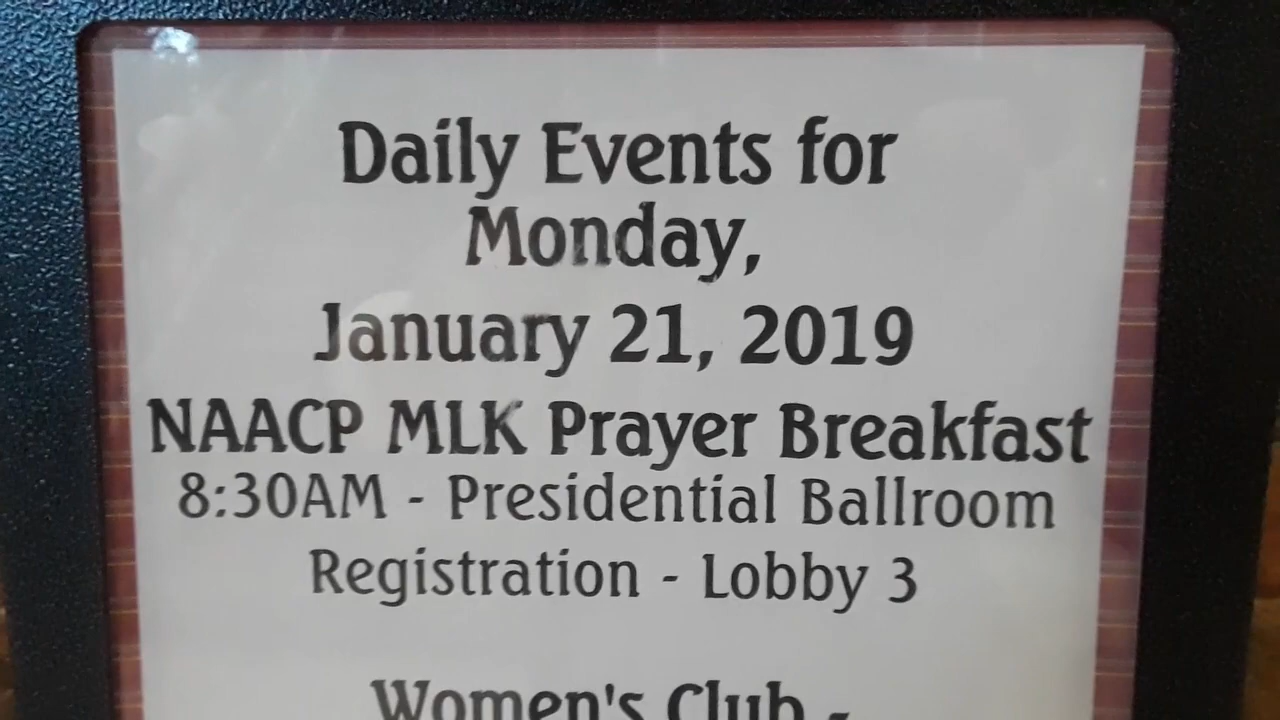 Daily Events for
Monday,
January 21, 2019
NAACP MLK Prayer Breakfast
8:30AM - Presidential Ballroom
Registration - Lobby 3
Women's Club -